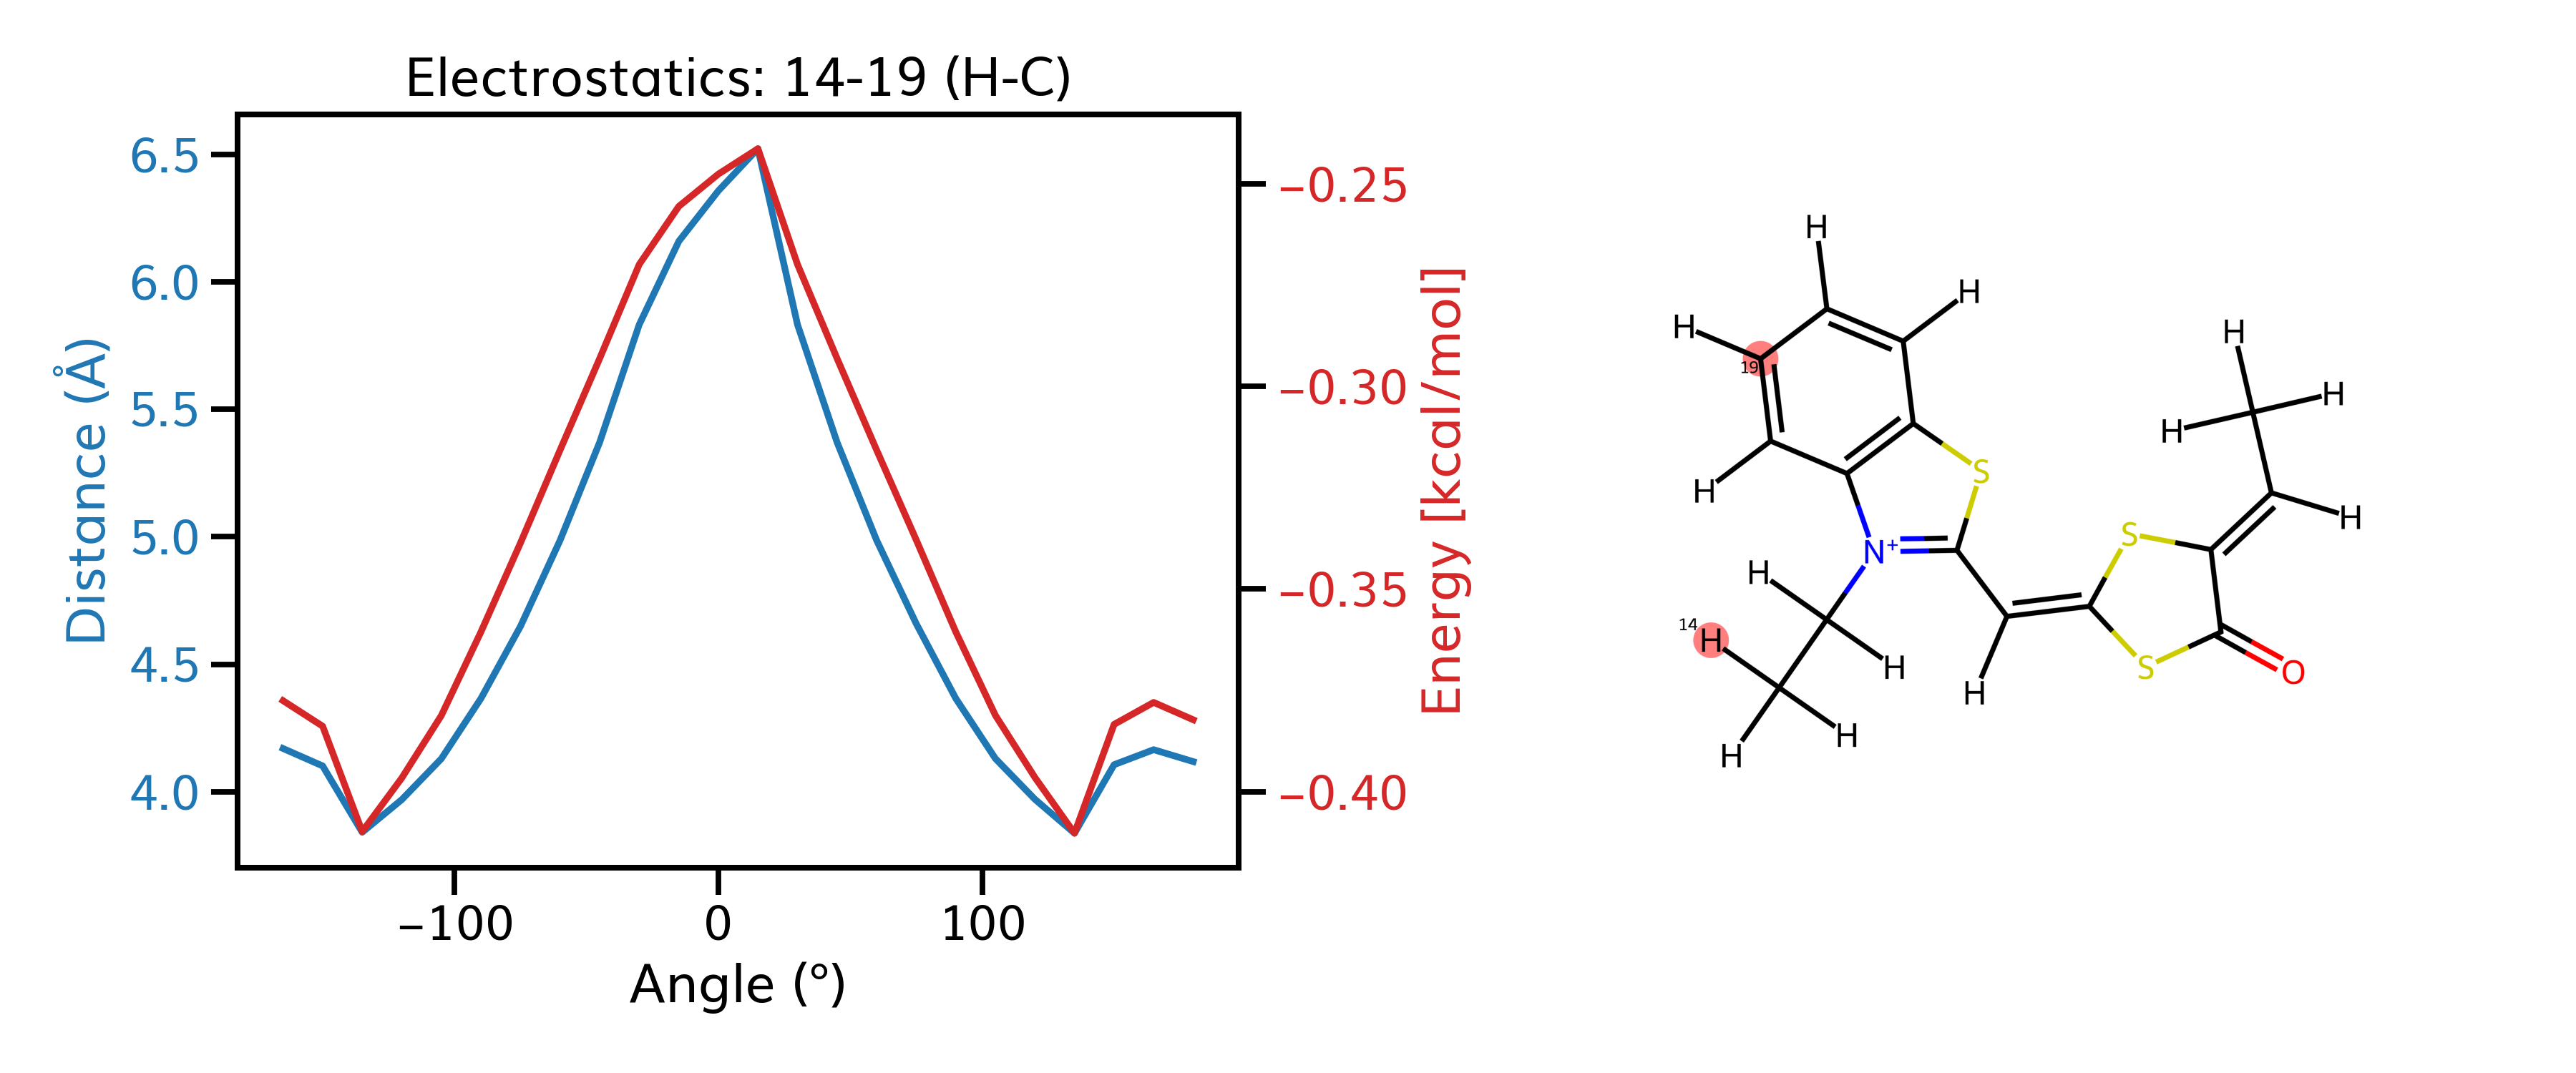 Electrostatics: 14-19 (H-C)
Distance (Å)
6.5
6.0
5.5
5.0
4.5
4.0
−100
0
100
Angle (°)
−0.25
−0.30
−0.35
−0.40
Energy [kcal/mol]
H
H
H
19
H
H
H
H
S
H
S
N+
H
14
H
H
H
S
O
H
H